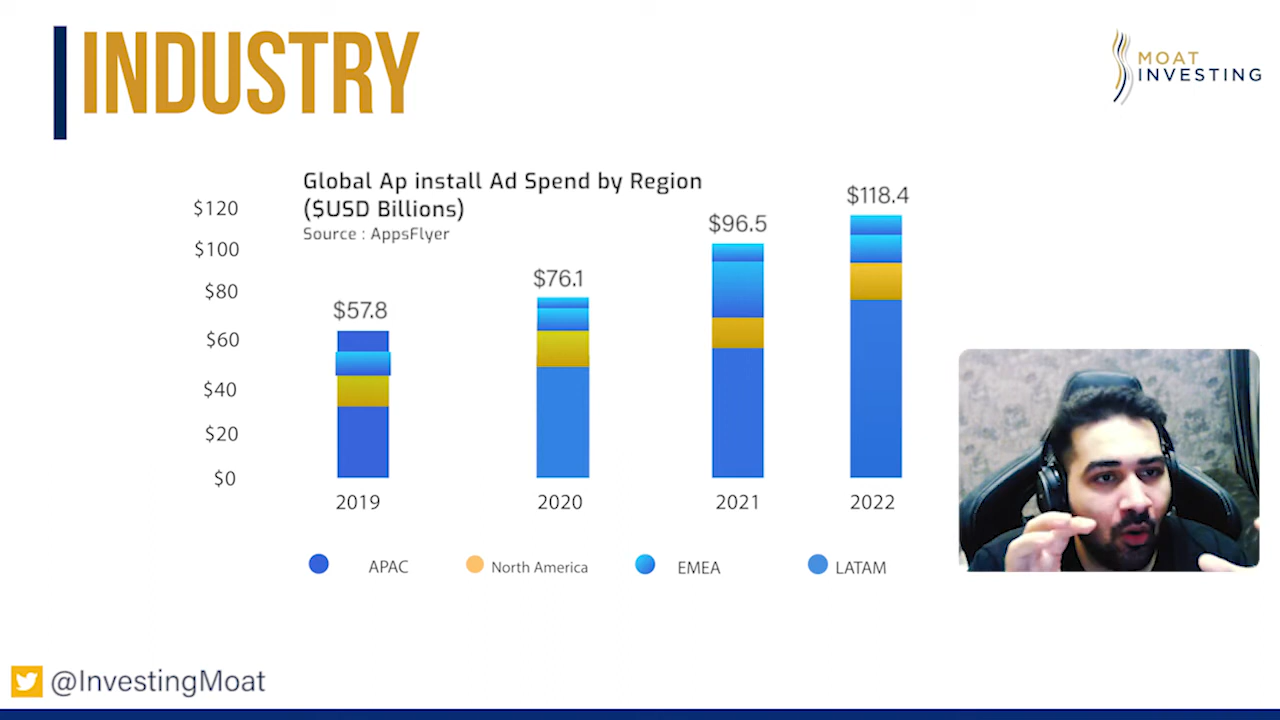 INDUSTRY
MOAT
INVESTING
Global Ap install Ad Spend by Region
($USD Billions)
Source : AppsFlyer
$120
$100
$80
$60
$40
$20
$0
$57.8
$76.1
$96.5
$118.4
2019
2020
2021
2022
APAC
North America
EMEA
LATAM
@InvestingMoat